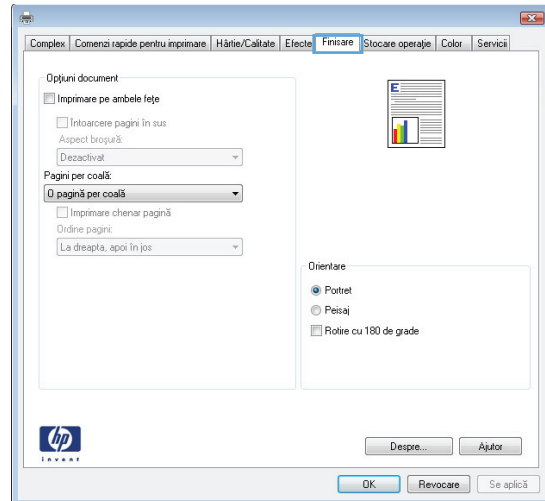 Complex Comenzi rapide pentru imprimare Hârtie/Calitate Efecte Finisare Stocare operaţie Color Servicii
Opţiuni document
Imprimare pe ambele feţe
Întoarcere pagini în sus
Aspect broşură:
Dezactivat
Pagini per coală:
O pagină per coală
Imprimare chenar pagină
Ordine pagini:
La dreapta, apoi în jos
E
Orientare
Portret
Peisaj
Rotire cu 180 de grade
hp
invent
Despre... Ajutor
OK Revocare Se aplică